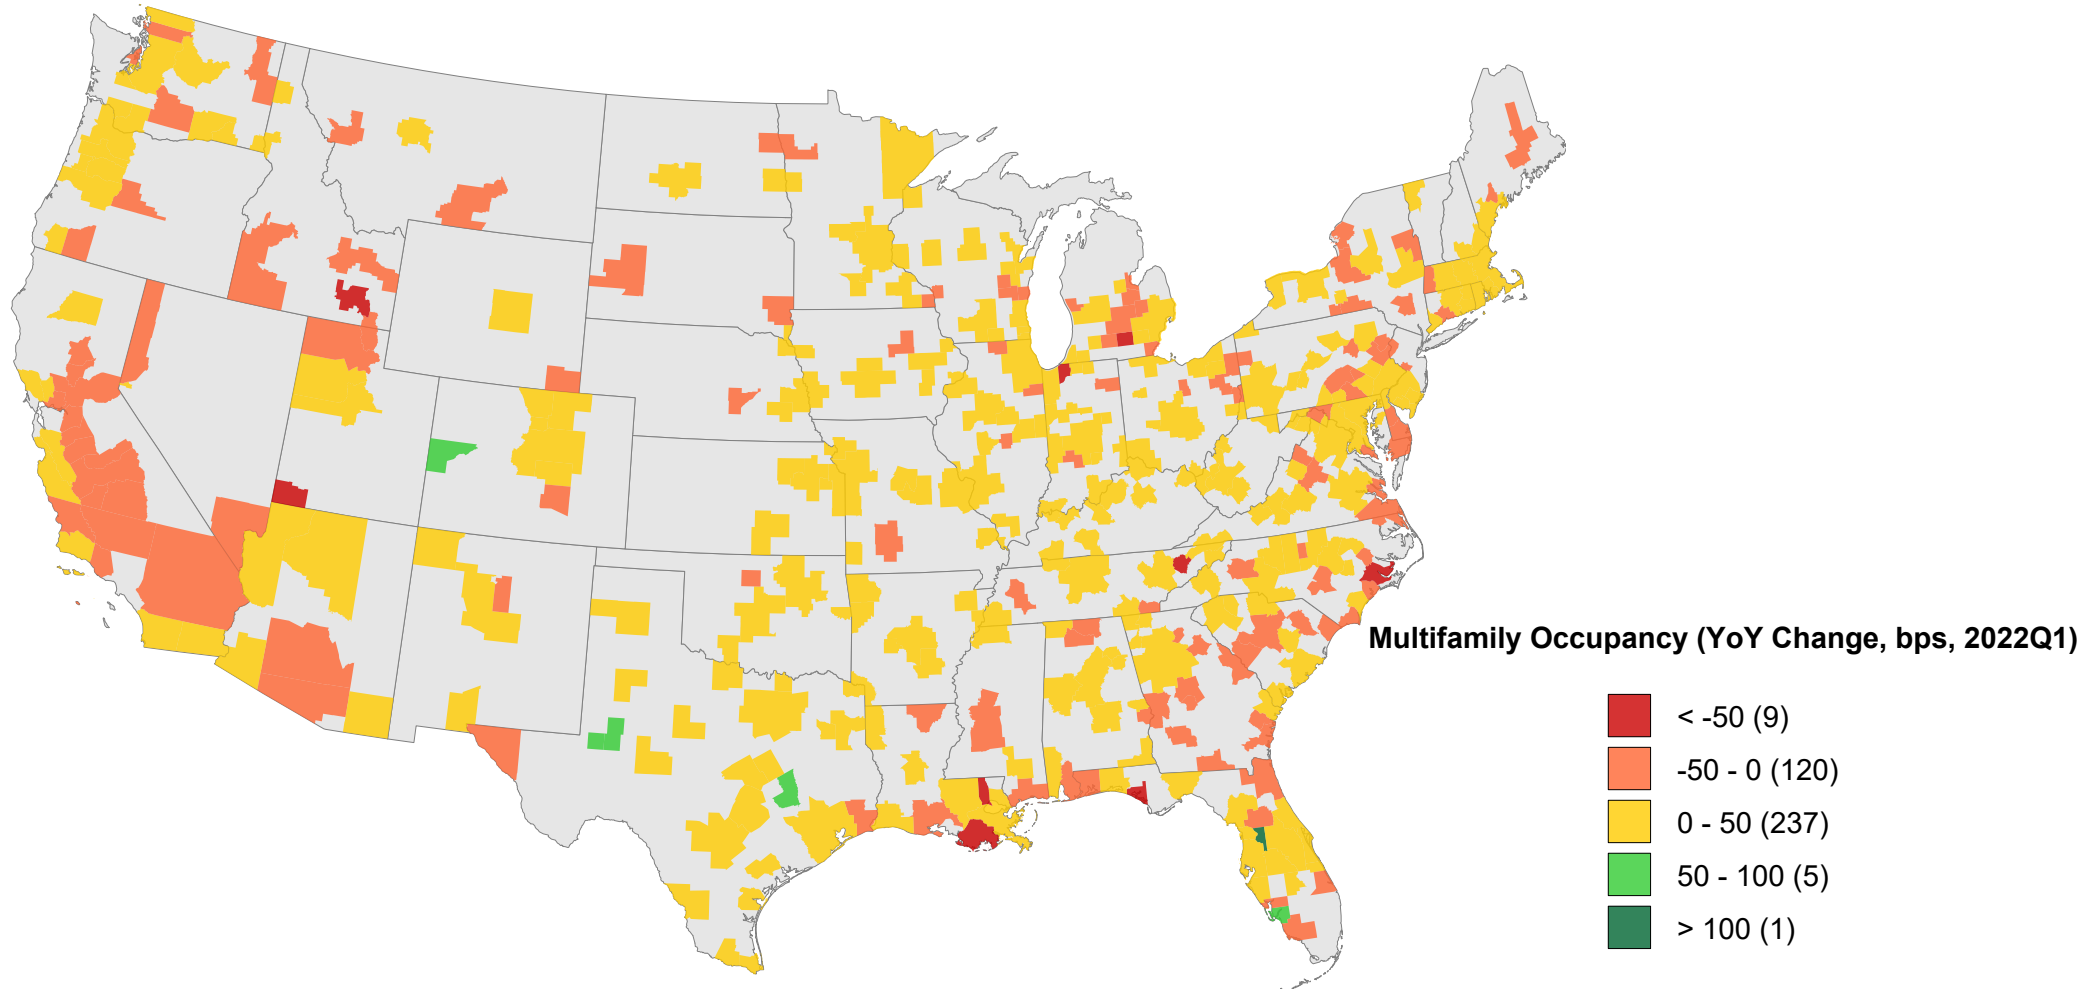 Multifamily Occupancy (YoY Change, bps, 2022Q1)
< -50 (9)
-50 - 0 (120)
0 - 50 (237)
50 - 100 (5)
> 100 (1)